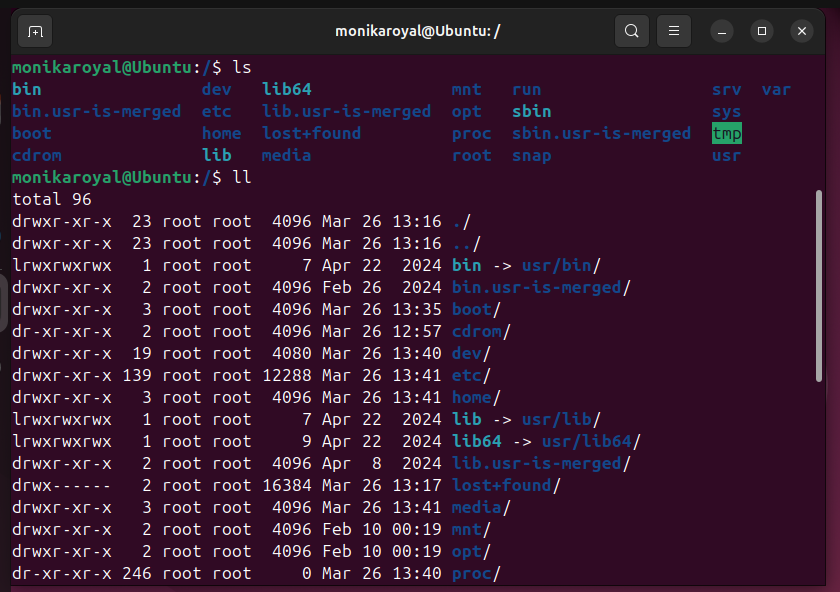 monikaroyal@Ubuntu: /
monikaroyal@Ubuntu:/$ ls
bin                dev    lib64              mnt   run                 srv  var
bin.usr-is-merged  etc    lib.usr-is-merged  opt   sbin                sys
boot               home   lost+found         proc  sbin.usr-is-merged  tmp
cdrom              lib    media              root  snap                usr
monikaroyal@Ubuntu:/$ ll
total 96
drwxr-xr-x  23 root root  4096 Mar 26 13:16 ./
drwxr-xr-x  23 root root  4096 Mar 26 13:16 ../
lrwxrwxrwx   1 root root     7 Apr 22  2024 bin -> usr/bin/
drwxr-xr-x   2 root root  4096 Feb 26  2024 bin.usr-is-merged/
drwxr-xr-x   3 root root  4096 Mar 26 13:35 boot/
dr-xr-xr-x   2 root root  4096 Mar 26 12:57 cdrom/
drwxr-xr-x  19 root root  4080 Mar 26 13:40 dev/
drwxr-xr-x 139 root root 12288 Mar 26 13:41 etc/
drwxr-xr-x   3 root root  4096 Mar 26 13:41 home/
lrwxrwxrwx   1 root root     7 Apr 22  2024 lib -> usr/lib/
lrwxrwxrwx   1 root root     9 Apr 22  2024 lib64 -> usr/lib64/
drwxr-xr-x   2 root root  4096 Apr  8  2024 lib.usr-is-merged/
drwx------   2 root root 16384 Mar 26 13:17 lost+found/
drwxr-xr-x   3 root root  4096 Mar 26 13:41 media/
drwxr-xr-x   2 root root  4096 Feb 10 00:19 mnt/
drwxr-xr-x   2 root root  4096 Feb 10 00:19 opt/
dr-xr-xr-x 246 root root     0 Mar 26 13:40 proc/